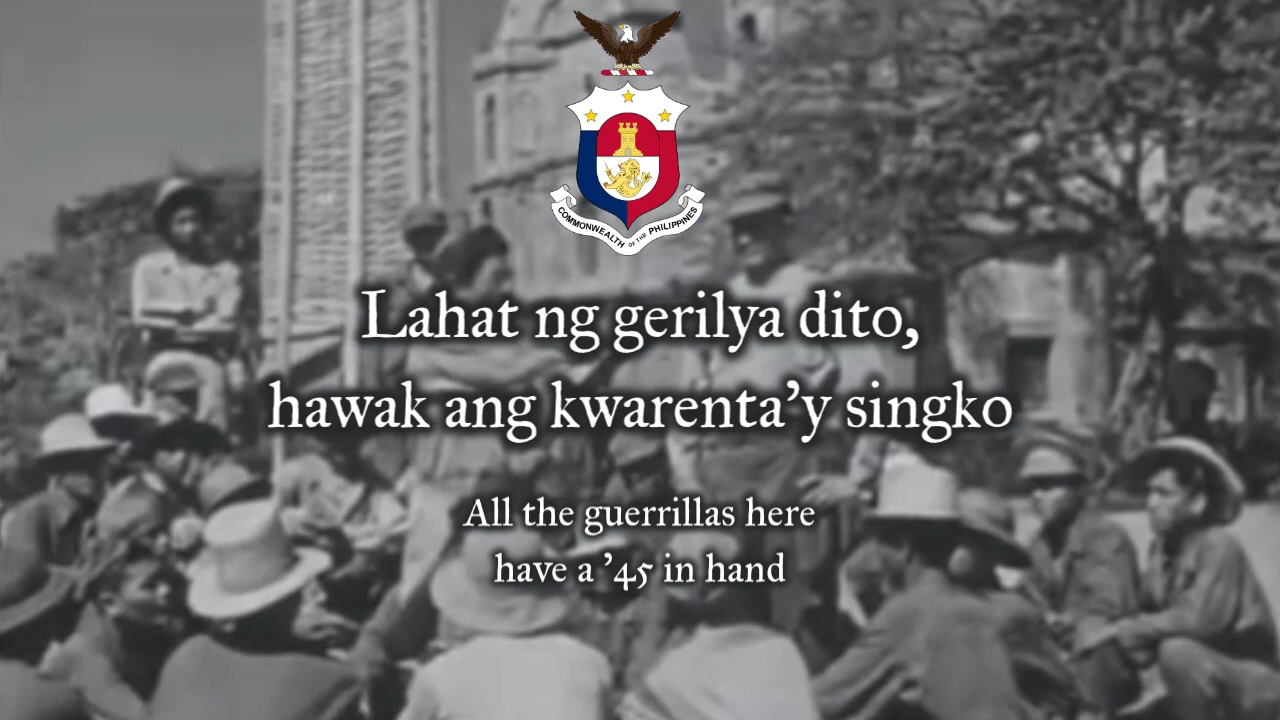 COMMONWEALTH OF THE PHILIPPINES
Lahat ng gerilya dito,
hawak ang kwarenta’y singko
All the guerrillas here
have a ’45 in hand